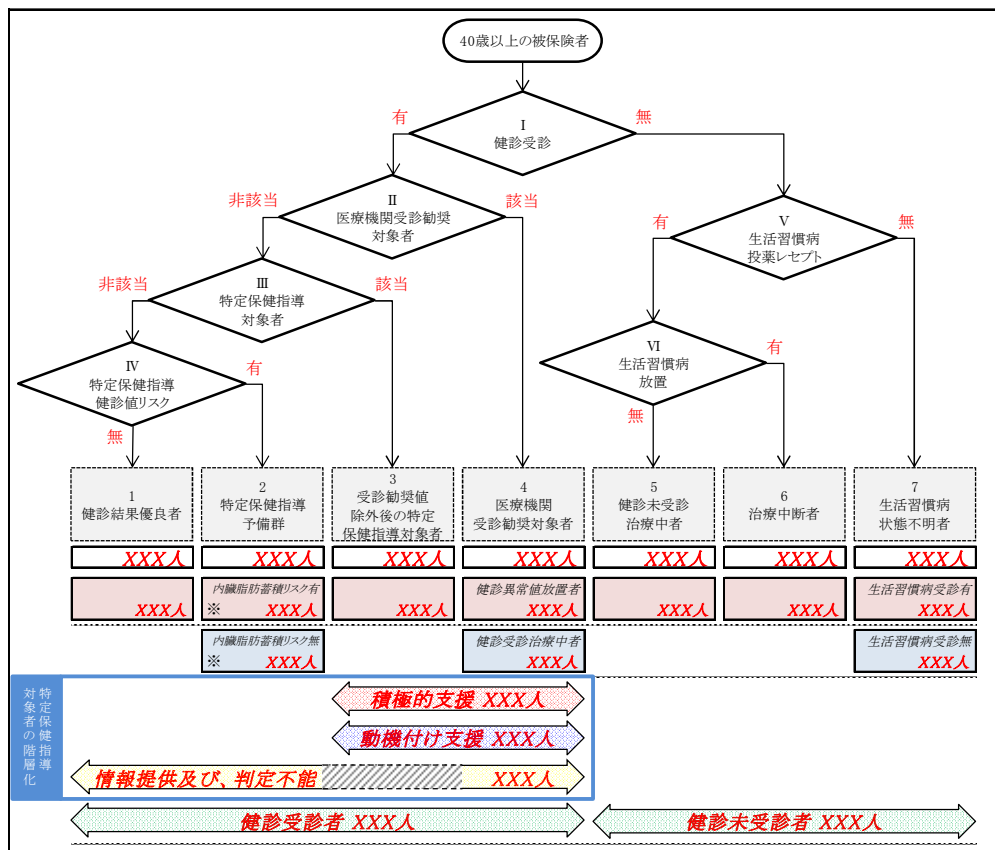 40歳以上の被保険者
Ⅰ
健診受診
有
無
Ⅱ
医療機関受診勧奨
対象者
非該当
該当
Ⅴ
生活習慣病
投薬レセプト
有
無
Ⅲ
特定保健指導
対象者
非該当
該当
Ⅳ
特定保健指導
健診値リスク
有
無
Ⅵ
生活習慣病
放置
有
無
1
健診結果優良者
2
特定保健指導
予備群
3
受診勧奨値
除外後の特定
保健指導対象者
4
医療機関
受診勧奨対象者
5
健診未受診
治療中者
6
治療中断者
7
生活習慣病
状態不明者
XXX人
XXX人
XXX人
XXX人
XXX人
XXX人
XXX人
XXX人
内臓脂肪蓄積リスク有
※ XXX人
XXX人
健診異常値放置者
XXX人
XXX人
XXX人
生活習慣病受診有
XXX人
内臓脂肪蓄積リスク無
※ XXX人
健診受診治療中者
XXX人
生活習慣病受診無
XXX人
特定保健指導
対象者の階層化
積極的支援 XXX人
動機付け支援 XXX人
情報提供及び、判定不能 XXX人
健診受診者 XXX人
健診未受診者 XXX人